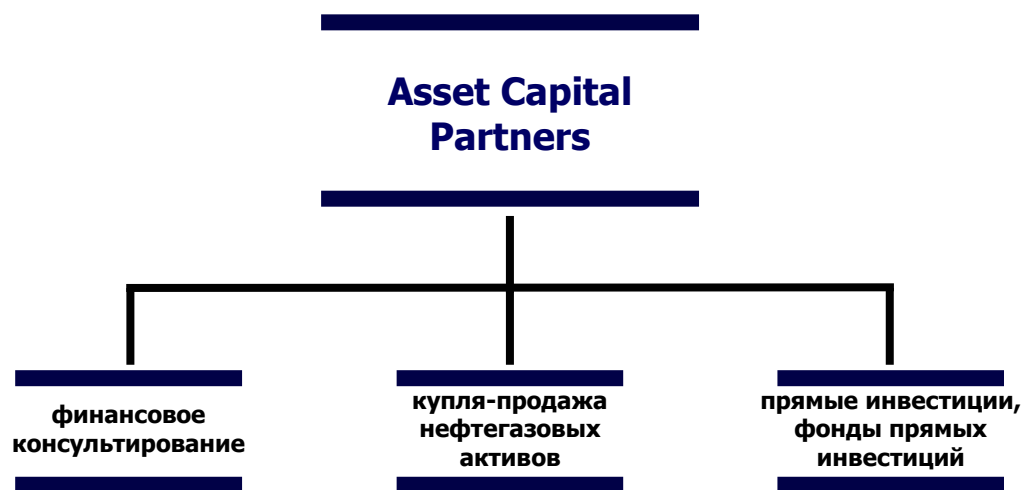 Asset Capital
Partners
финансовое
консультирование
купля-продажа
нефтегазовых
активов
прямые инвестиции,
фонды прямых
инвестиций